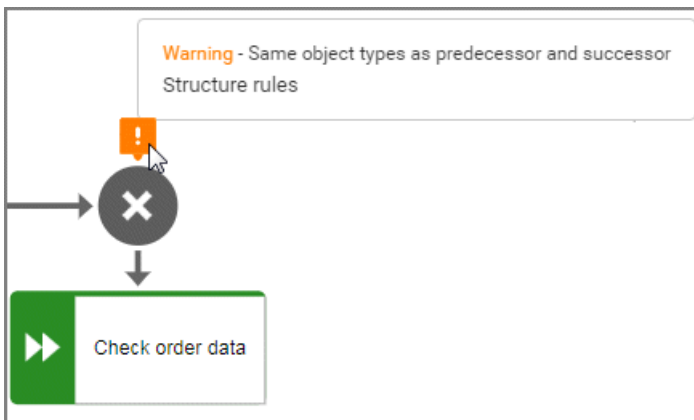 Warning - Same object types as predecessor and successor
Structure rules
Check order data